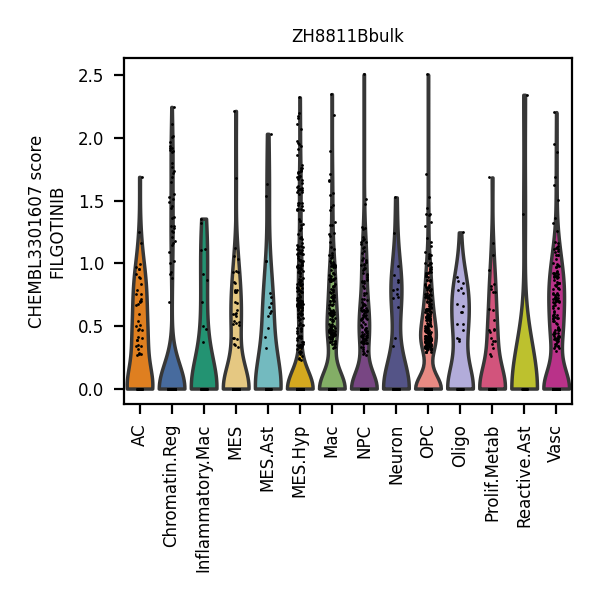 ZH8811Bbulk
CHEMBL3301607 score
FILGOTINIB
2.5
2.0
1.5
1.0
0.5
0.0
AC
Chromatin.Reg
Inflammatory.Mac
MES
MES.Ast
MES.Hyp
Mac
NPC
Neuron
OPC
Oligo
Prolif.Metab
Reactive.Ast
Vasc